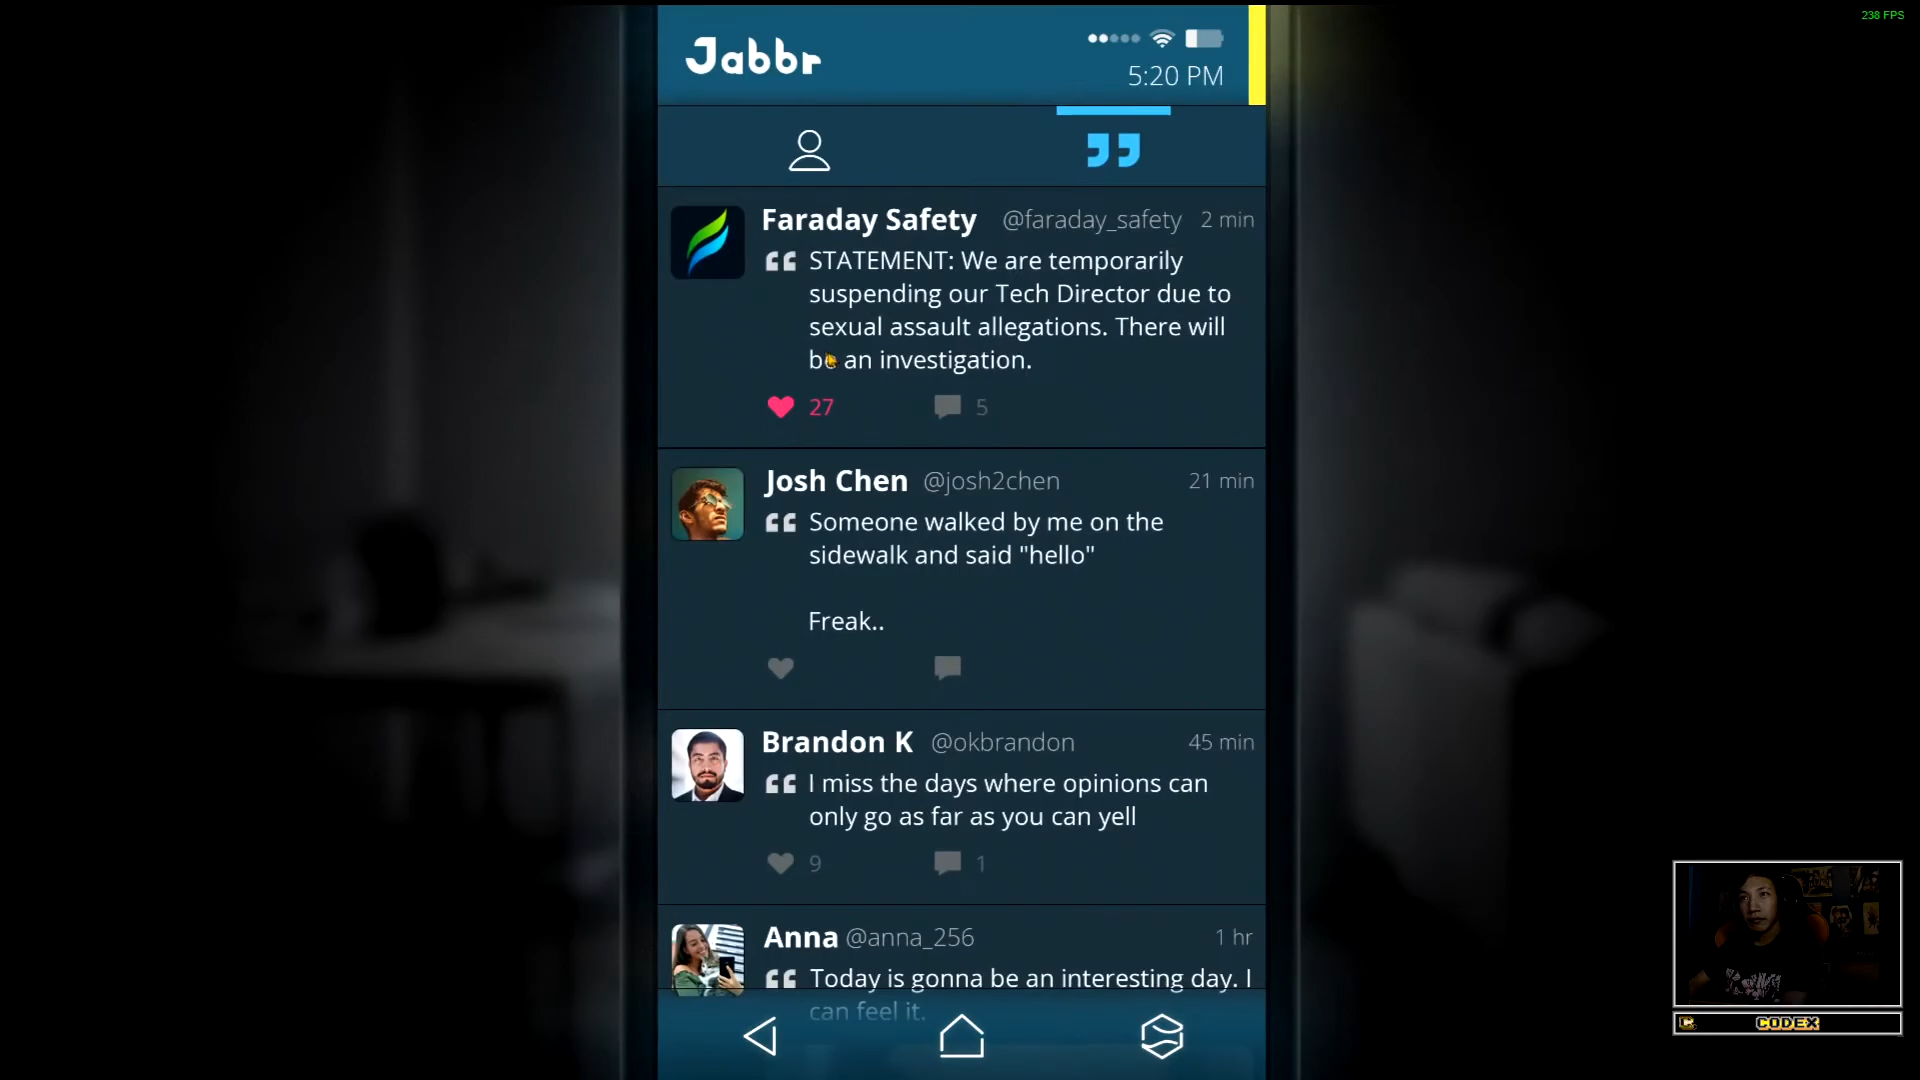 238 FPS
Jabbr
5:20 PM
Faraday Safety @faraday_safety 2 min
STATEMENT: We are temporarily
suspending our Tech Director due to
sexual assault allegations. There will
be an investigation.
27 5
Josh Chen @josh2chen 21 min
Someone walked by me on the
sidewalk and said "hello"
Freak..
Brandon K @okbrandon 45 min
I miss the days where opinions can
only go as far as you can yell
9 1
Anna @anna_256 1 hr
Today is gonna be an interesting day. I
can feel it.
CODEX